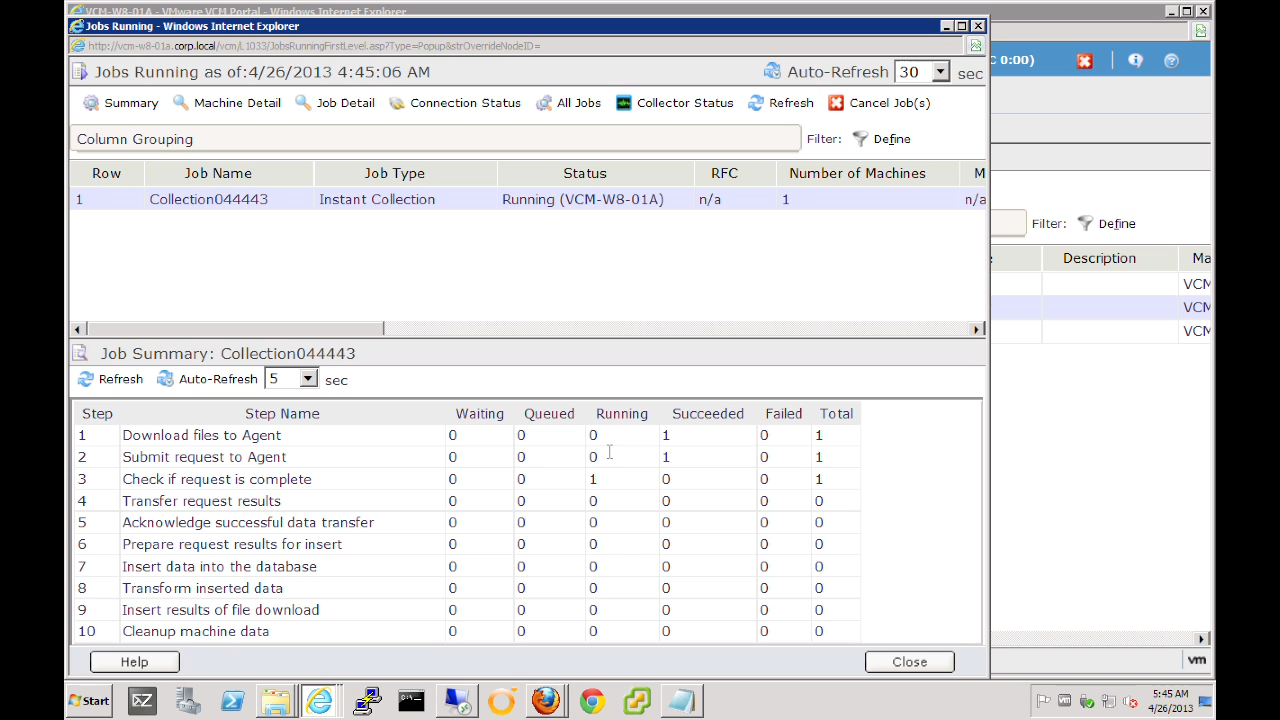 VCM-W8-01A - VMware VCM Portal - Windows Internet Explorer
Jobs Running - Windows Internet Explorer
http://vcm-w8-01a.corp.local/vcm/L1033/JobsRunningFirstLevel.asp?Type=Popup&strOverrideNodeID=
C 0:00)
Jobs Running as of:4/26/2013 4:45:06 AM
Auto-Refresh 30 sec
Summary Machine Detail Job Detail Connection Status All Jobs Collector Status Refresh Cancel Job(s)
Column Grouping
Filter: Define
Row Job Name Job Type Status RFC Number of Machines M
1 Collection044443 Instant Collection Running (VCM-W8-01A) n/a 1 n/a
Filter: Define
Description Ma
VCM
VCM
VCM
Job Summary: Collection044443
Refresh Auto-Refresh 5 sec
Step Step Name Waiting Queued Running Succeeded Failed Total
1 Download files to Agent 0 0 0 1 0 1
2 Submit request to Agent 0 0 0 1 0 1
3 Check if request is complete 0 0 1 0 0 1
4 Transfer request results 0 0 0 0 0 0
5 Acknowledge successful data transfer 0 0 0 0 0 0
6 Prepare request results for insert 0 0 0 0 0 0
7 Insert data into the database 0 0 0 0 0 0
8 Transform inserted data 0 0 0 0 0 0
9 Insert results of file download 0 0 0 0 0 0
10 Cleanup machine data 0 0 0 0 0 0
Help Close
vm
Start
5:45 AM
4/26/2013